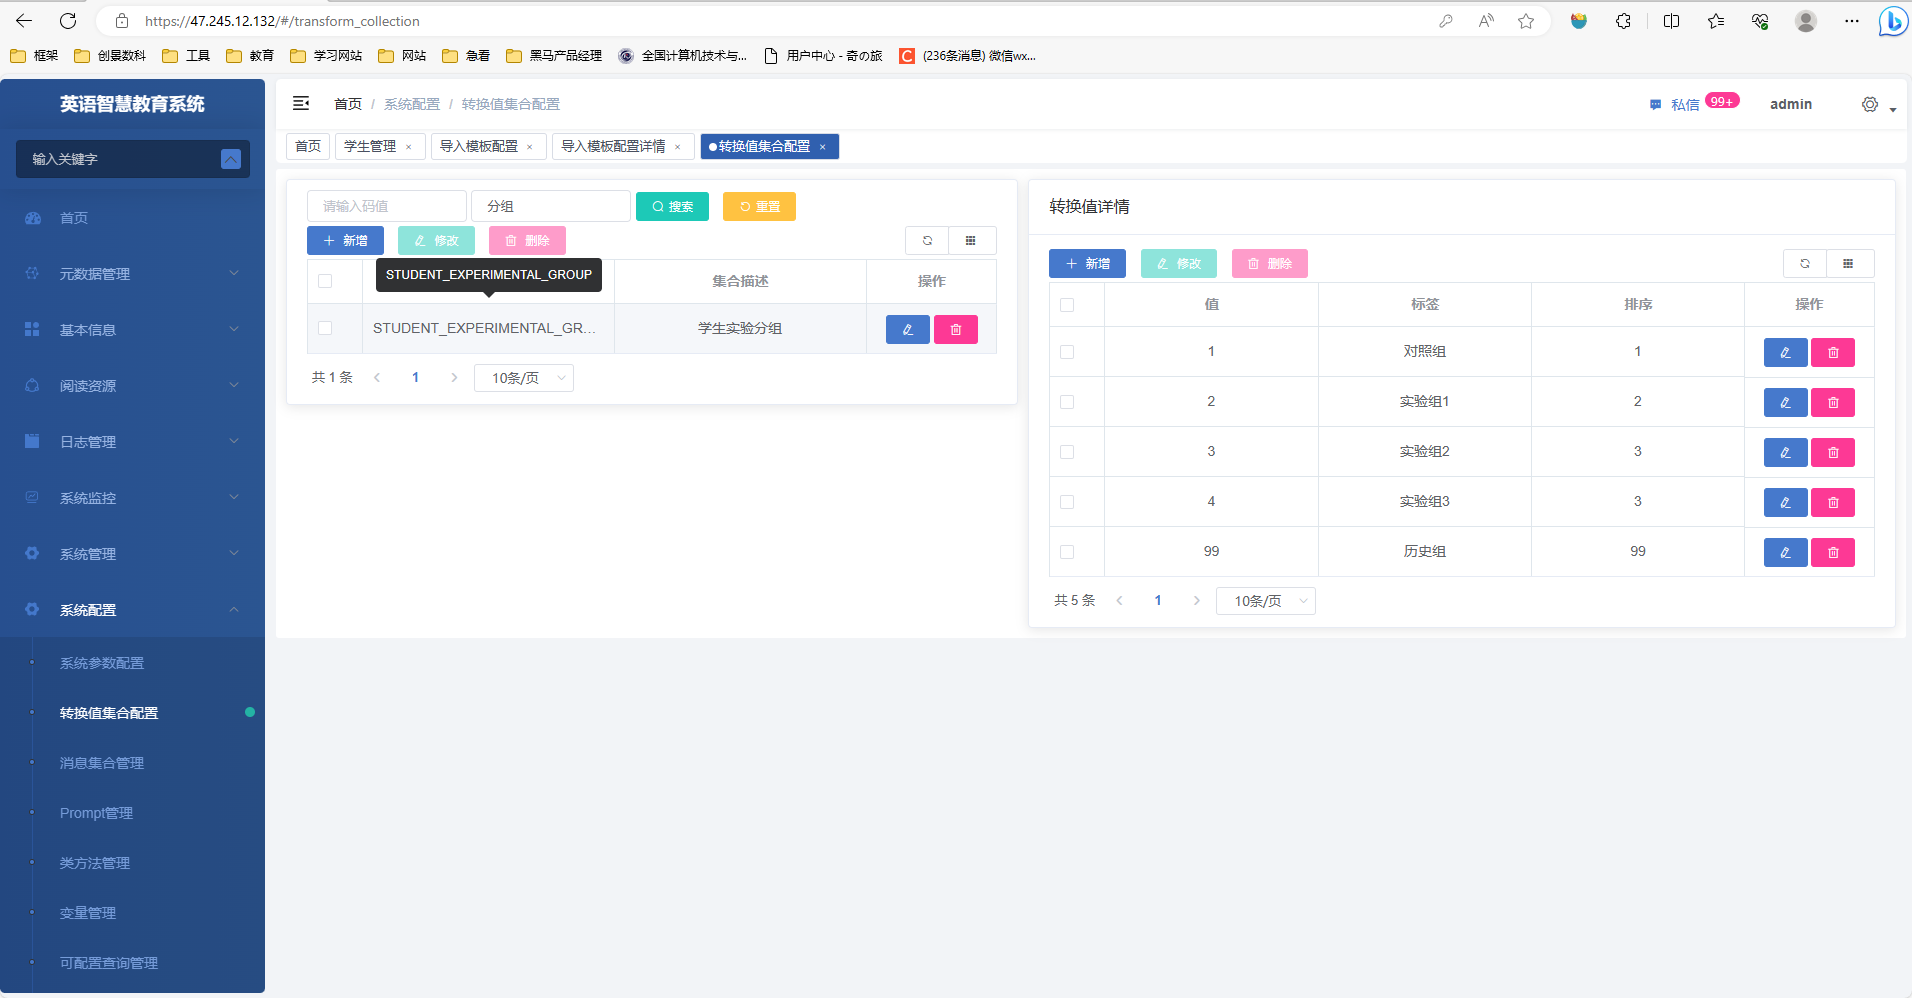 https://47.245.12.132/#/transform_collection
框架 创景数科 工具 教育 学习网站 网站 急看 黑马产品经理 全国计算机技术与... 用户中心 - 奇の旅 (236条消息) 微信wx...
英语智慧教育系统
输入关键字
首页
元数据管理
基本信息
阅读资源
日志管理
系统监控
系统管理
系统配置
系统参数配置
转换值集合配置
消息集合管理
Prompt管理
类方法管理
变量管理
可配置查询管理
首页 / 系统配置 / 转换值集合配置
私信 99+ admin
首页 学生管理 × 导入模板配置 × 导入模板配置详情 × 转换值集合配置 ×
请输入码值 分组 搜索 重置
新增 修改 删除
STUDENT_EXPERIMENTAL_GROUP
集合描述 操作
STUDENT_EXPERIMENTAL_GR... 学生实验分组
共 1 条 1 10条/页
转换值详情
新增 修改 删除
值 标签 排序 操作
1 对照组 1
2 实验组1 2
3 实验组2 3
4 实验组3 3
99 历史组 99
共 5 条 1 10条/页